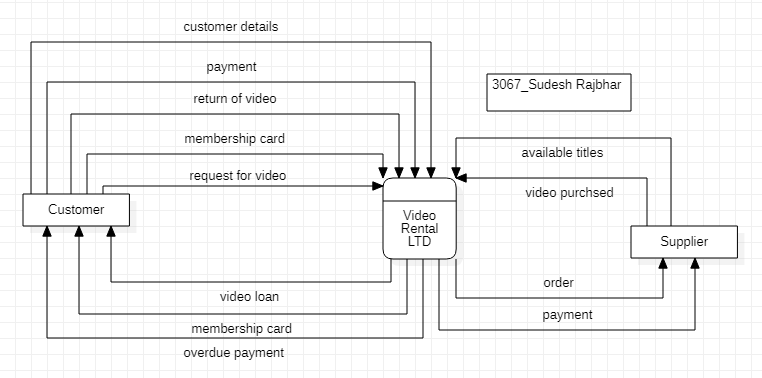 customer details
payment
return of video
membership card
request for video
3067_Sudesh Rajbhar
available titles
video purchsed
Customer
Video
Rental
LTD
Supplier
video loan
membership card
overdue payment
order
payment